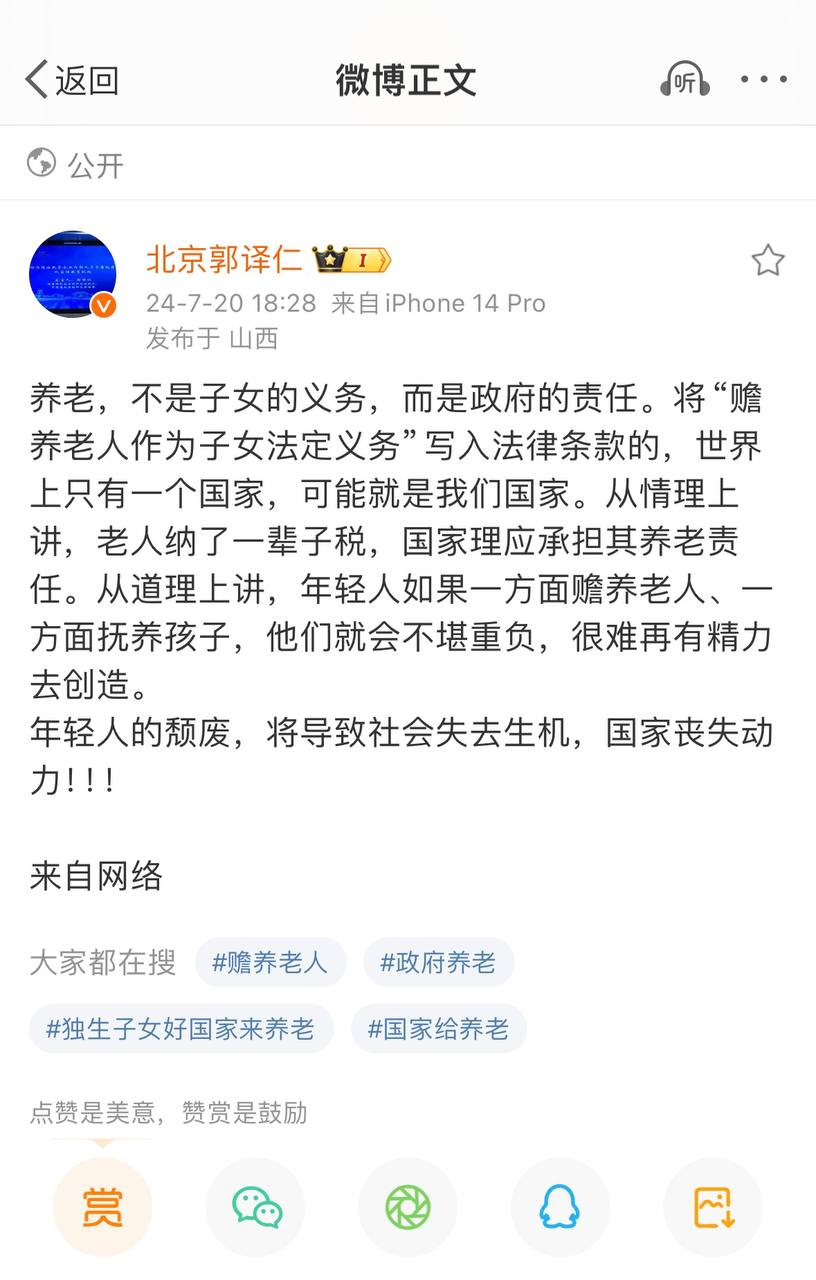 返回
微博正文
听
公开
北京郭译仁
I
24-7-20 18:28 来自iPhone 14 Pro
发布于 山西
养老，不是子女的义务，而是政府的责任。将“赡
养老人作为子女法定义务”写入法律条款的，世界
上只有一个国家，可能就是我们国家。从情理上
讲，老人纳了一辈子税，国家理应承担其养老责
任。从道理上讲，年轻人如果一方面赡养老人、一
方面抚养孩子，他们就会不堪重负，很难再有精力
去创造。
年轻人的颓废，将导致社会失去生机，国家丧失动
力！！！
来自网络
大家都在搜 #赡养老人 #政府养老
#独生子女好国家来养老 #国家给养老
点赞是美意，赞赏是鼓励
赏